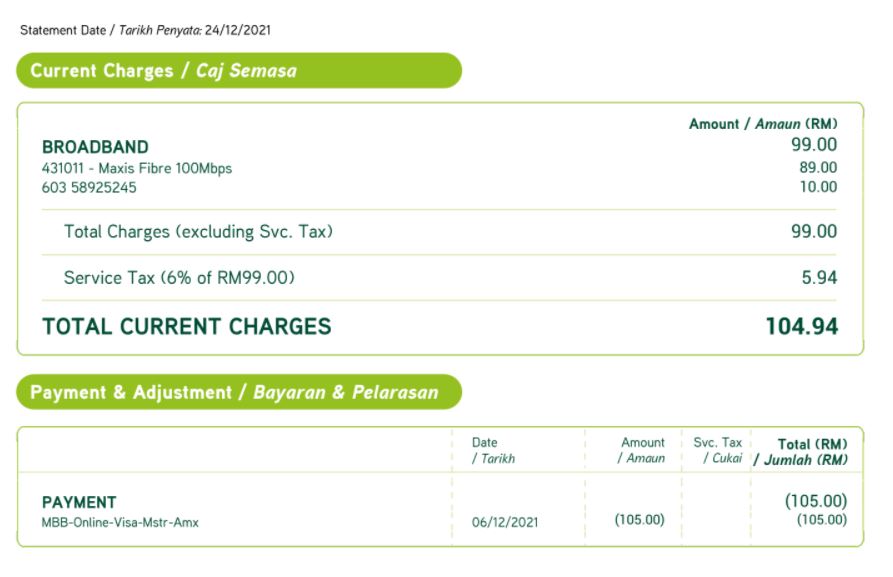 Statement Date / Tarikh Penyata: 24/12/2021
Current Charges / Caj Semasa
Amount / Amaun (RM)
BROADBAND 99.00
431011 - Maxis Fibre 100Mbps 89.00
603 58925245 10.00
Total Charges (excluding Svc. Tax) 99.00
Service Tax (6% of RM99.00) 5.94
TOTAL CURRENT CHARGES 104.94
Payment & Adjustment / Bayaran & Pelarasan
Date Amount Svc. Tax Total (RM)
/ Tarikh / Amaun / Cukai / Jumlah (RM)
PAYMENT (105.00)
MBB-Online-Visa-Mstr-Amx 06/12/2021 (105.00) (105.00)